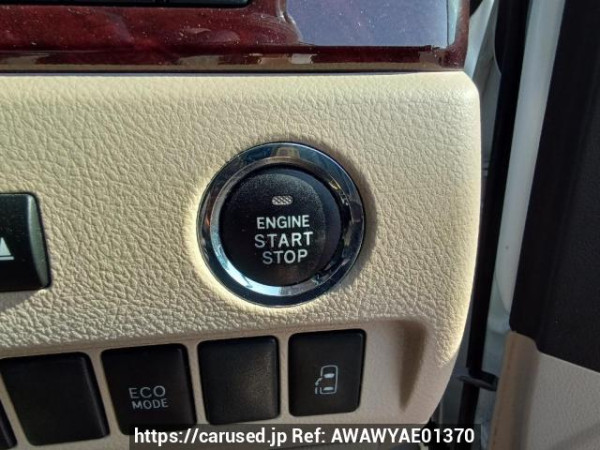 ENGINE
START
STOP
ECO
MODE
https://carused.jp Ref: AWAWYAE01370